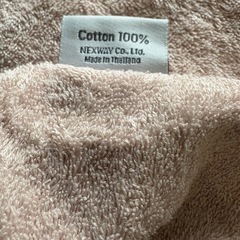 Cotton 100%
NEXWAY Co., Ltd.
Made in Thailand